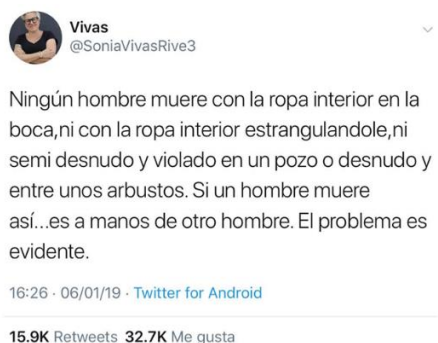 Vivas
@SoniaVivasRive3
Ningún hombre muere con la ropa interior en la
boca,ni con la ropa interior estrangulandole,ni
semi desnudo y violado en un pozo o desnudo y
entre unos arbustos. Si un hombre muere
así...es a manos de otro hombre. El problema es
evidente.
16:26 · 06/01/19 · Twitter for Android
15.9K Retweets 32.7K Me gusta